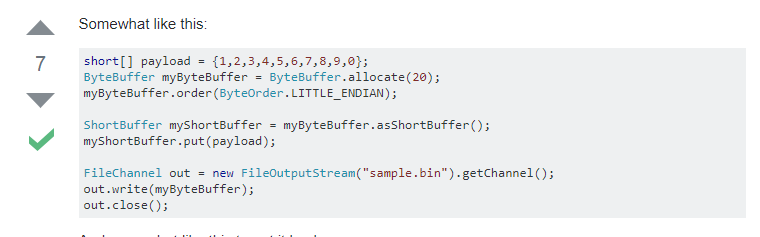 Somewhat like this:
7
short[] payload = {1,2,3,4,5,6,7,8,9,0};
ByteBuffer myByteBuffer = ByteBuffer.allocate(20);
myByteBuffer.order(ByteOrder.LITTLE_ENDIAN);
ShortBuffer myShortBuffer = myByteBuffer.asShortBuffer();
myShortBuffer.put(payload);
FileChannel out = new FileOutputStream("sample.bin").getChannel();
out.write(myByteBuffer);
out.close();